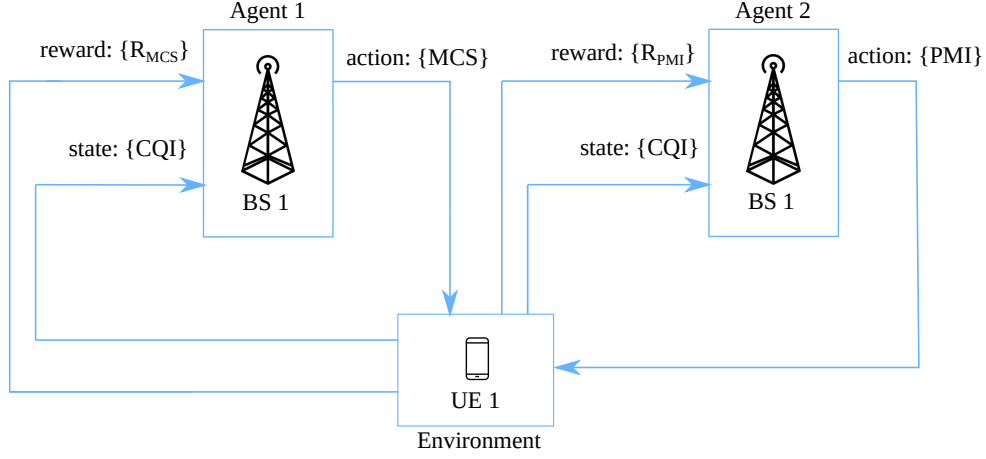 Agent 1
Agent 2
reward: {R_MCS}
action: {MCS}
reward: {R_PMI}
action: {PMI}
state: {CQI}
state: {CQI}
BS 1
BS 1
UE 1
Environment